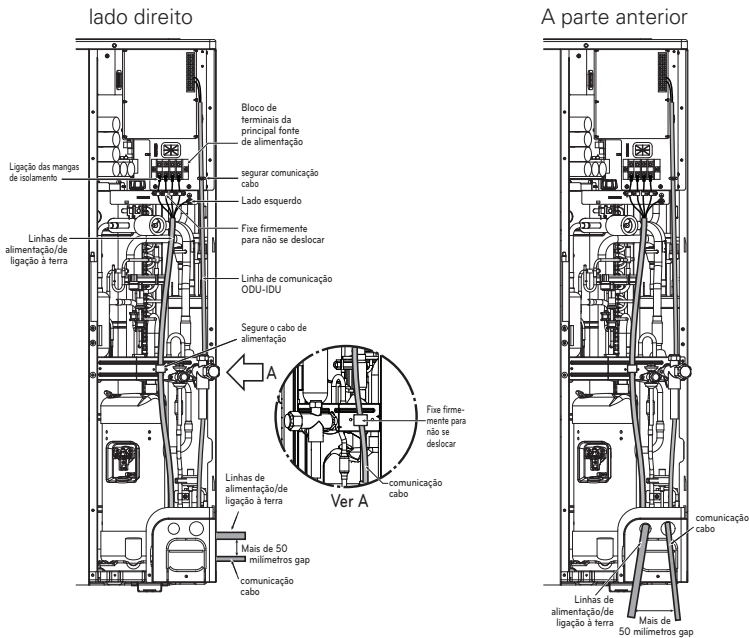 lado direito
A parte anterior
Bloco de
terminais da
principal fonte
de alimentação
Ligação das mangas
de isolamento
segurar comunicação
cabo
Lado esquerdo
Fixe firmemente
para não se deslocar
Linhas de
alimentação/de
ligação à terra
Linha de comunicação
ODU-IDU
Segure o cabo de
alimentação
A
Fixe firme-
mente para
não se
deslocar
comunicação
cabo
Ver A
Linhas de
alimentação/de
ligação à terra
Mais de 50
milímetros gap
comunicação
cabo
comunicação
cabo
Linhas de
alimentação/de
ligação à terra
Mais de
50 milímetros gap